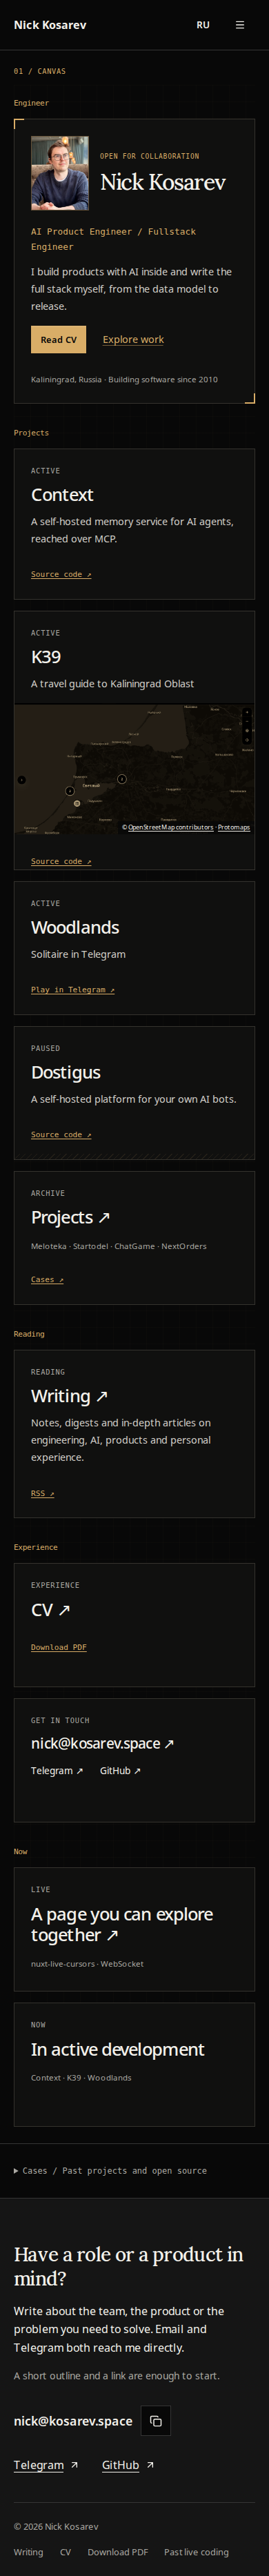 Nick Kosarev
RU
01 / CANVAS
Engineer
OPEN FOR COLLABORATION
Nick Kosarev
AI Product Engineer / Fullstack
Engineer
I build products with AI inside and write the
full stack myself, from the data model to
release.
Read CV
Explore work
Kaliningrad, Russia · Building software since 2010
Projects
ACTIVE
Context
A self-hosted memory service for AI agents,
reached over MCP.
Source code ↗
ACTIVE
K39
A travel guide to Kaliningrad Oblast
© OpenStreetMap contributors · Protomaps
Source code ↗
ACTIVE
Woodlands
Solitaire in Telegram
Play in Telegram ↗
PAUSED
Dostigus
A self-hosted platform for your own AI bots.
Source code ↗
ARCHIVE
Projects ↗
Meloteka · Startodel · ChatGame · NextOrders
Cases ↗
Reading
READING
Writing ↗
Notes, digests and in-depth articles on
engineering, AI, products and personal
experience.
RSS ↗
Experience
EXPERIENCE
CV ↗
Download PDF
GET IN TOUCH
nick@kosarev.space ↗
Telegram ↗ GitHub ↗
Now
LIVE
A page you can explore
together ↗
nuxt-live-cursors · WebSocket
NOW
In active development
Context · K39 · Woodlands
▶ Cases / Past projects and open source
Have a role or a product in
mind?
Write about the team, the product or the
problem you need to solve. Email and
Telegram both reach me directly.
A short outline and a link are enough to start.
nick@kosarev.space
Telegram ↗ GitHub ↗
© 2026 Nick Kosarev
Writing CV Download PDF Past live coding